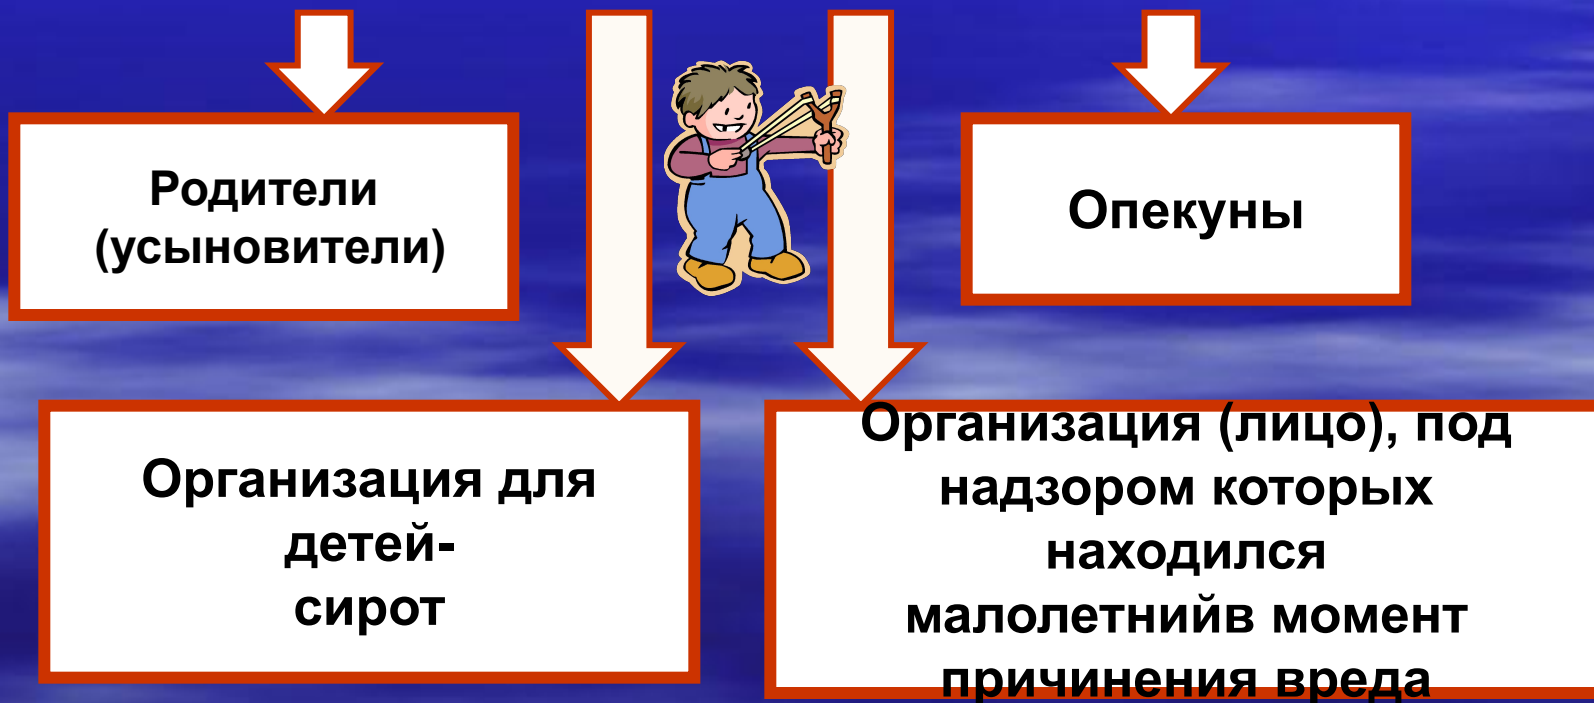 Родители
(усыновители)
Опекуны
Организация для
детей-
сирот
Организация (лицо), под
надзором которых
находился
малолетнийв момент
причинения вреда